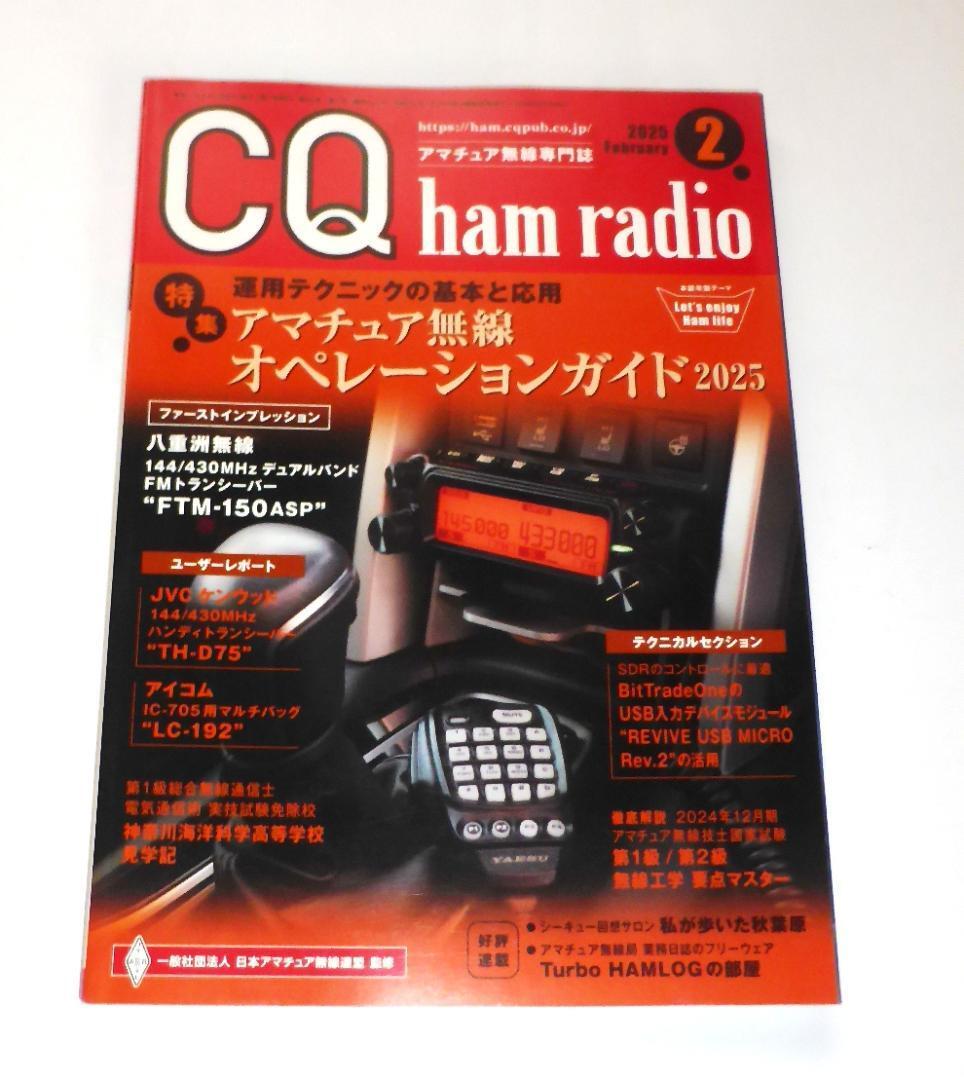 CQ ham radio
https://ham.cqpub.co.jp/
アマチュア無線専門誌
2025
February
2
特集
運用テクニックの基本と応用
アマチュア無線
オペレーションガイド2025
Let's enjoy
Ham life
ファーストインプレッション
八重洲無線
144/430MHz デュアルバンド
FMトランシーバー
"FTM-150ASP"
145000 433000
ユーザーレポート
JVCケンウッド
144/430MHz
ハンディトランシーバー
"TH-D75"
アイコム
IC-705用マルチバッグ
"LC-192"
テクニカルセクション
SDRのコントロールに最適
BitTradeOneの
USB入力デバイスモジュール
"REVIVE USB MICRO
Rev.2"の活用
第1級総合無線通信士
電気通信術 実技試験免除校
神奈川海洋科学高等学校
見学記
MUTE
P1 P2 P3 P4
YAESU
徹底解説 2024年12月期
アマチュア無線技士国家試験
第1級/第2級
無線工学 要点マスター
好評
連載
● シーキュー回想サロン 私が歩いた秋葉原
● アマチュア無線局 業務日誌のフリーウェア
Turbo HAMLOGの部屋
一般社団法人 日本アマチュア無線連盟 監修